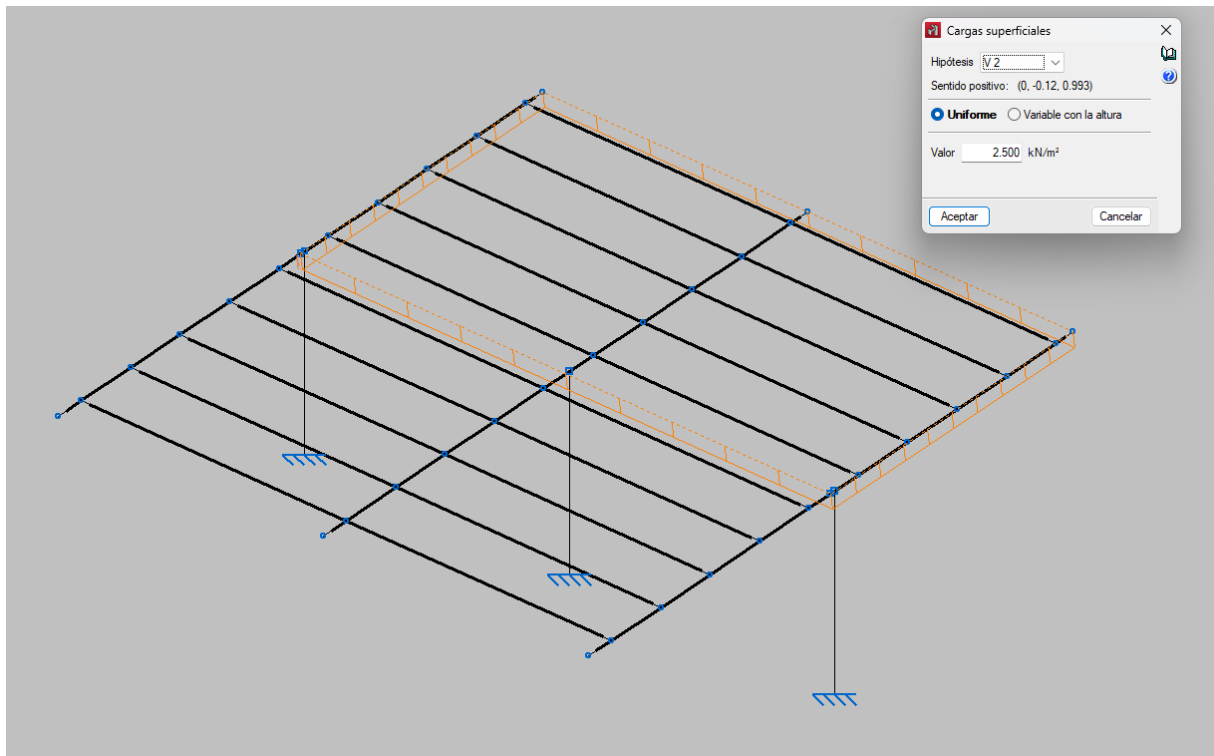 Cargas superficiales
Hipótesis V 2
Sentido positivo: (0, -0.12, 0.993)
Uniforme Variable con la altura
Valor 2.500 kN/m²
Aceptar Cancelar